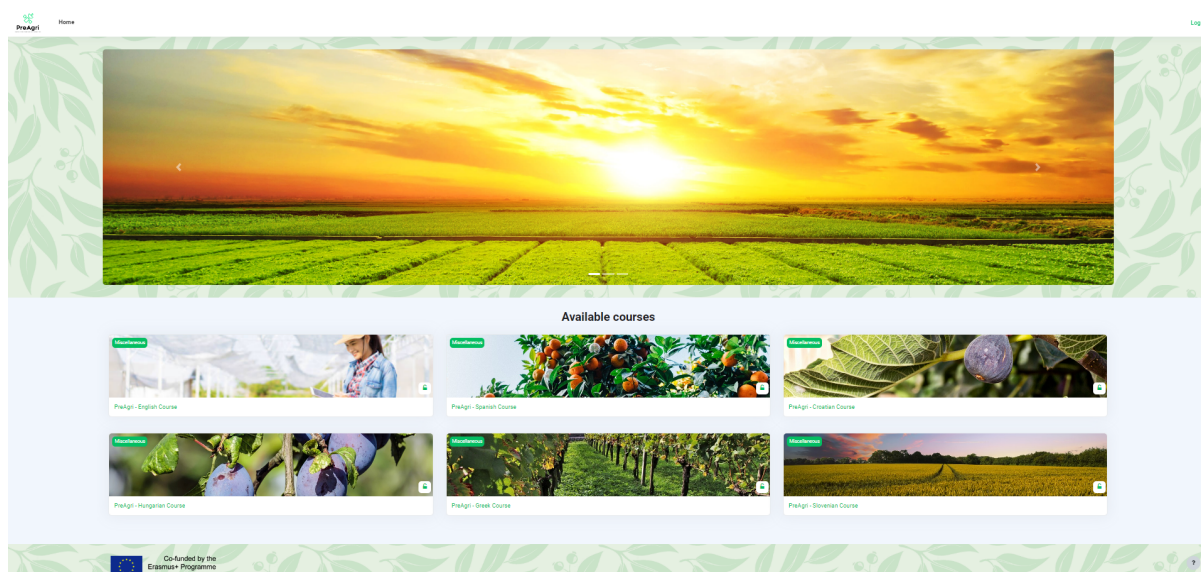 PreAgri
Home
Log
Available courses
Miscellaneous
Miscellaneous
Miscellaneous
PreAgri - English Course
PreAgri - Spanish Course
PreAgri - Croatian Course
Miscellaneous
Miscellaneous
Miscellaneous
PreAgri - Hungarian Course
PreAgri - Greek Course
PreAgri - Slovenian Course
Co-funded by the
Erasmus+ Programme
?